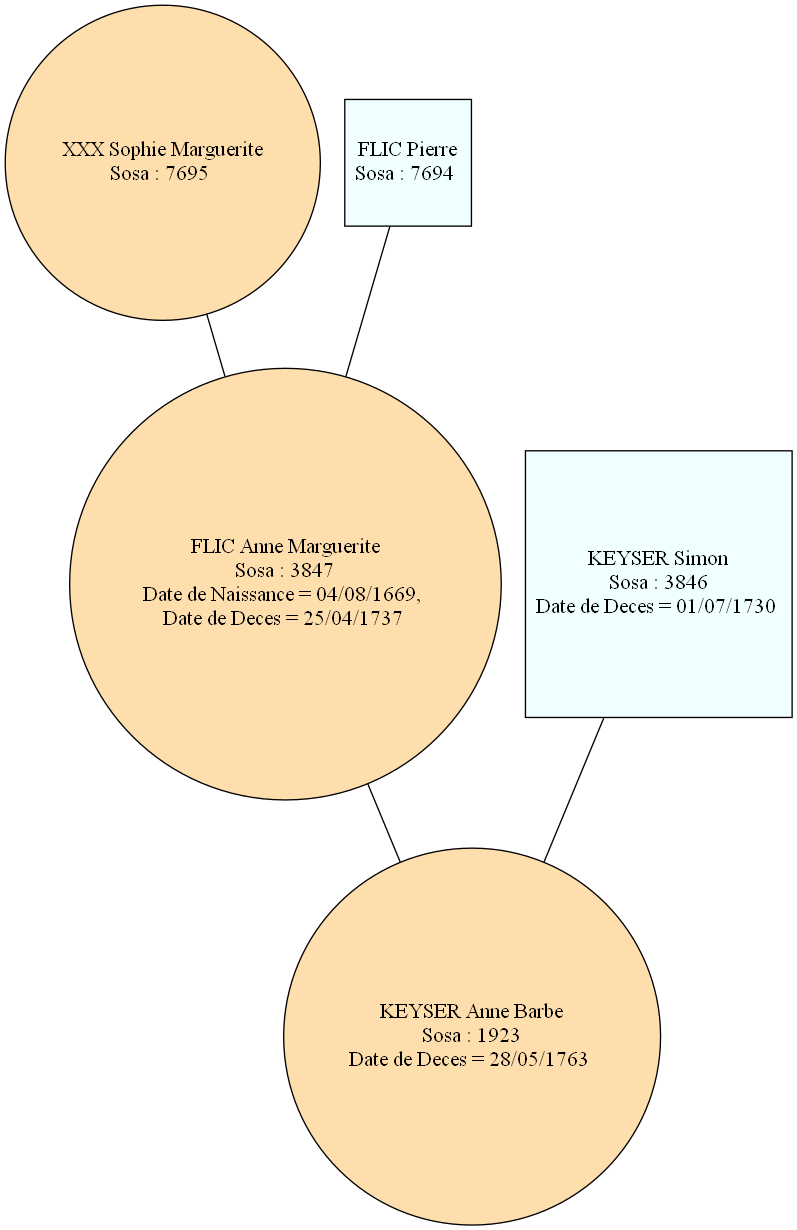 XXX Sophie Marguerite
Sosa : 7695
FLIC Pierre
Sosa : 7694
FLIC Anne Marguerite
Sosa : 3847
Date de Naissance = 04/08/1669,
Date de Deces = 25/04/1737
KEYSER Simon
Sosa : 3846
Date de Deces = 01/07/1730
KEYSER Anne Barbe
Sosa : 1923
Date de Deces = 28/05/1763